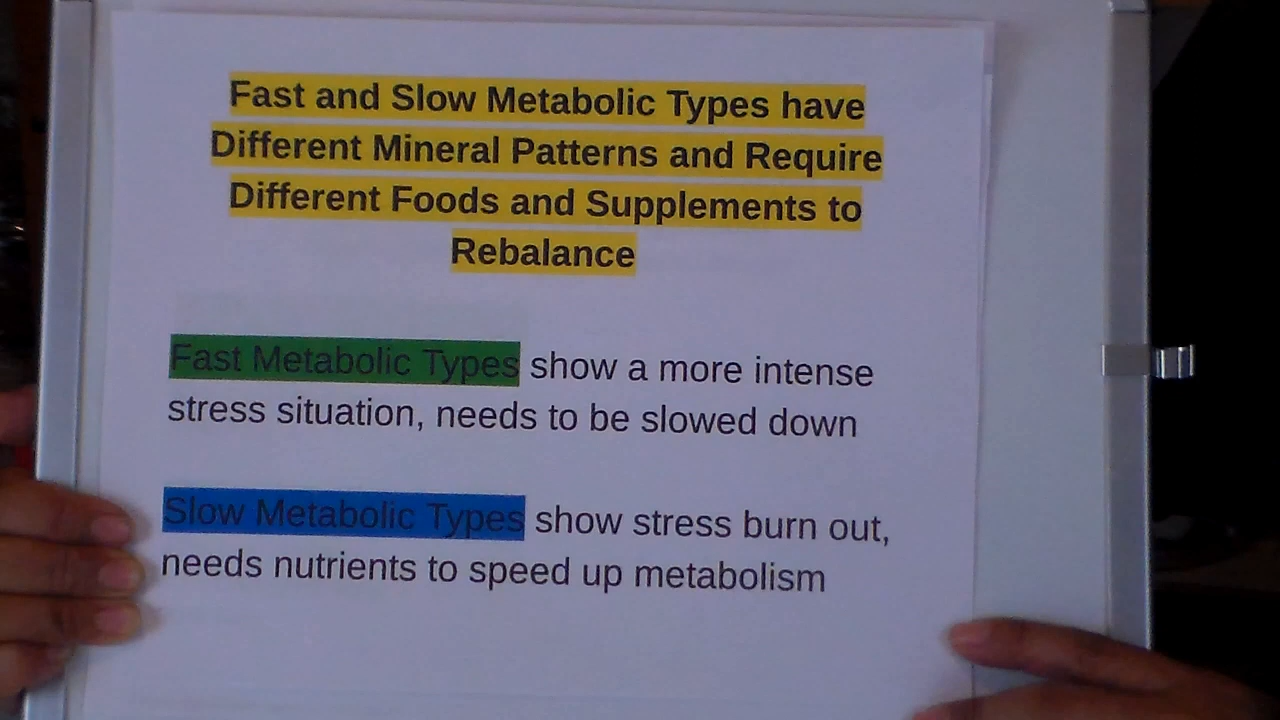 Fast and Slow Metabolic Types have
Different Mineral Patterns and Require
Different Foods and Supplements to
Rebalance
Fast Metabolic Types show a more intense
stress situation, needs to be slowed down
Slow Metabolic Types show stress burn out,
needs nutrients to speed up metabolism